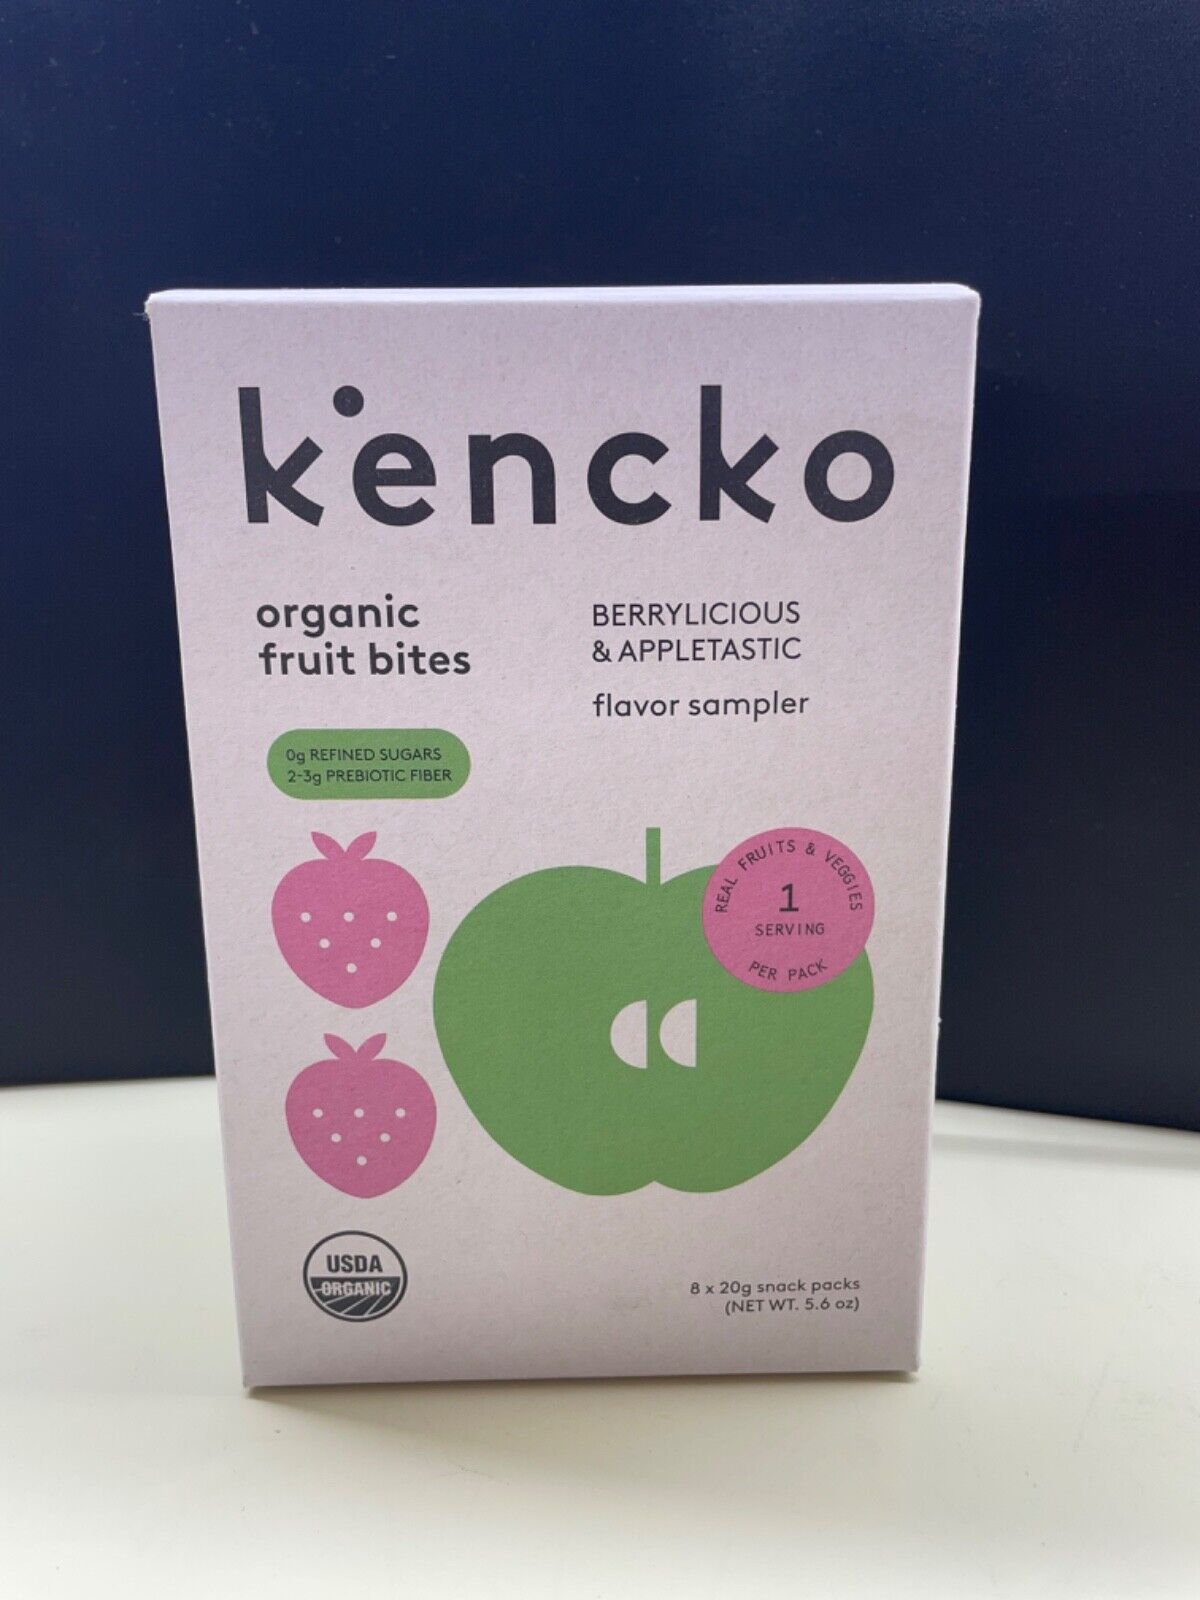 kencko
organic
fruit bites
BERRYLICIOUS
& APPLETASTIC
flavor sampler
0g REFINED SUGARS
2-3g PREBIOTIC FIBER
REAL FRUITS & VEGGIES
1
SERVING
PER PACK
USDA
ORGANIC
8 x 20g snack packs
(NET WT. 5.6 oz)